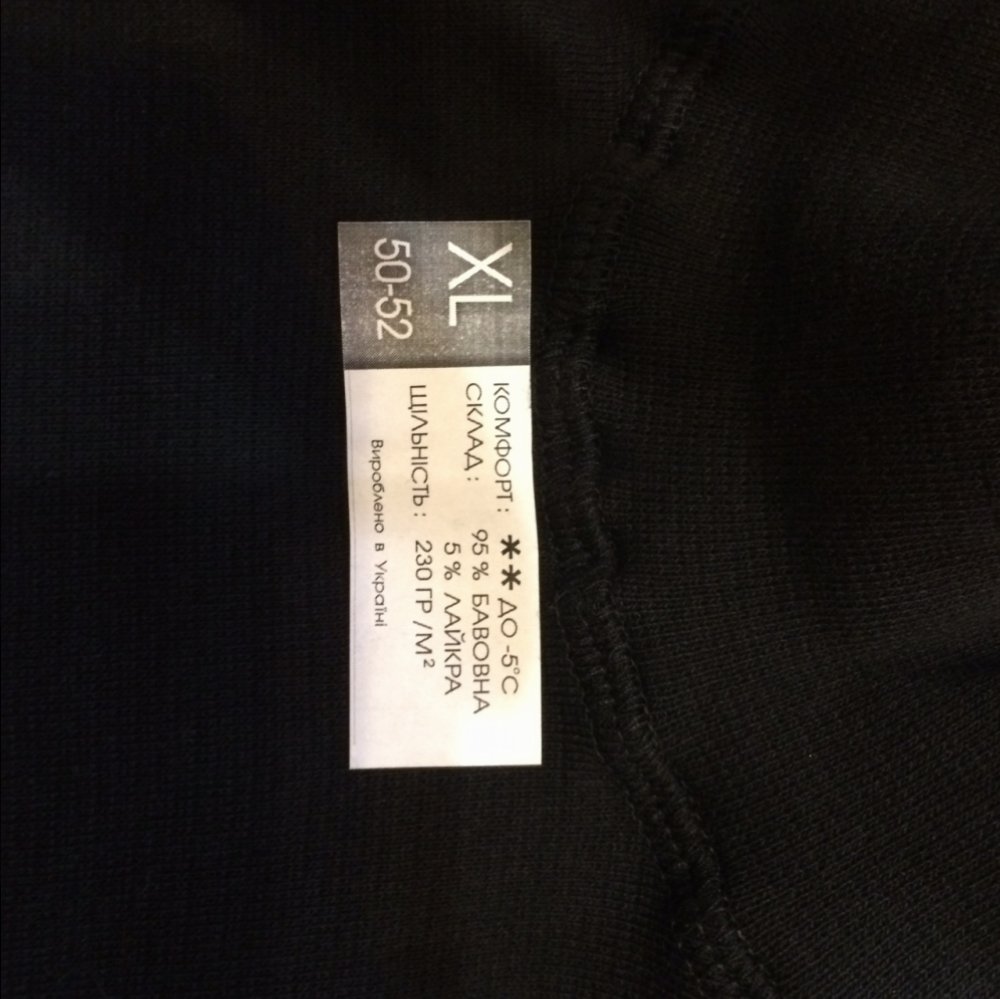 XL
50-52
КОМФОРТ: ** ДО -5°С
СКЛАД: 95% БАВОВНА
5% ЛАЙКРА
ЩІЛЬНІСТЬ: 230 ГР/М²
Вироблено в Україні